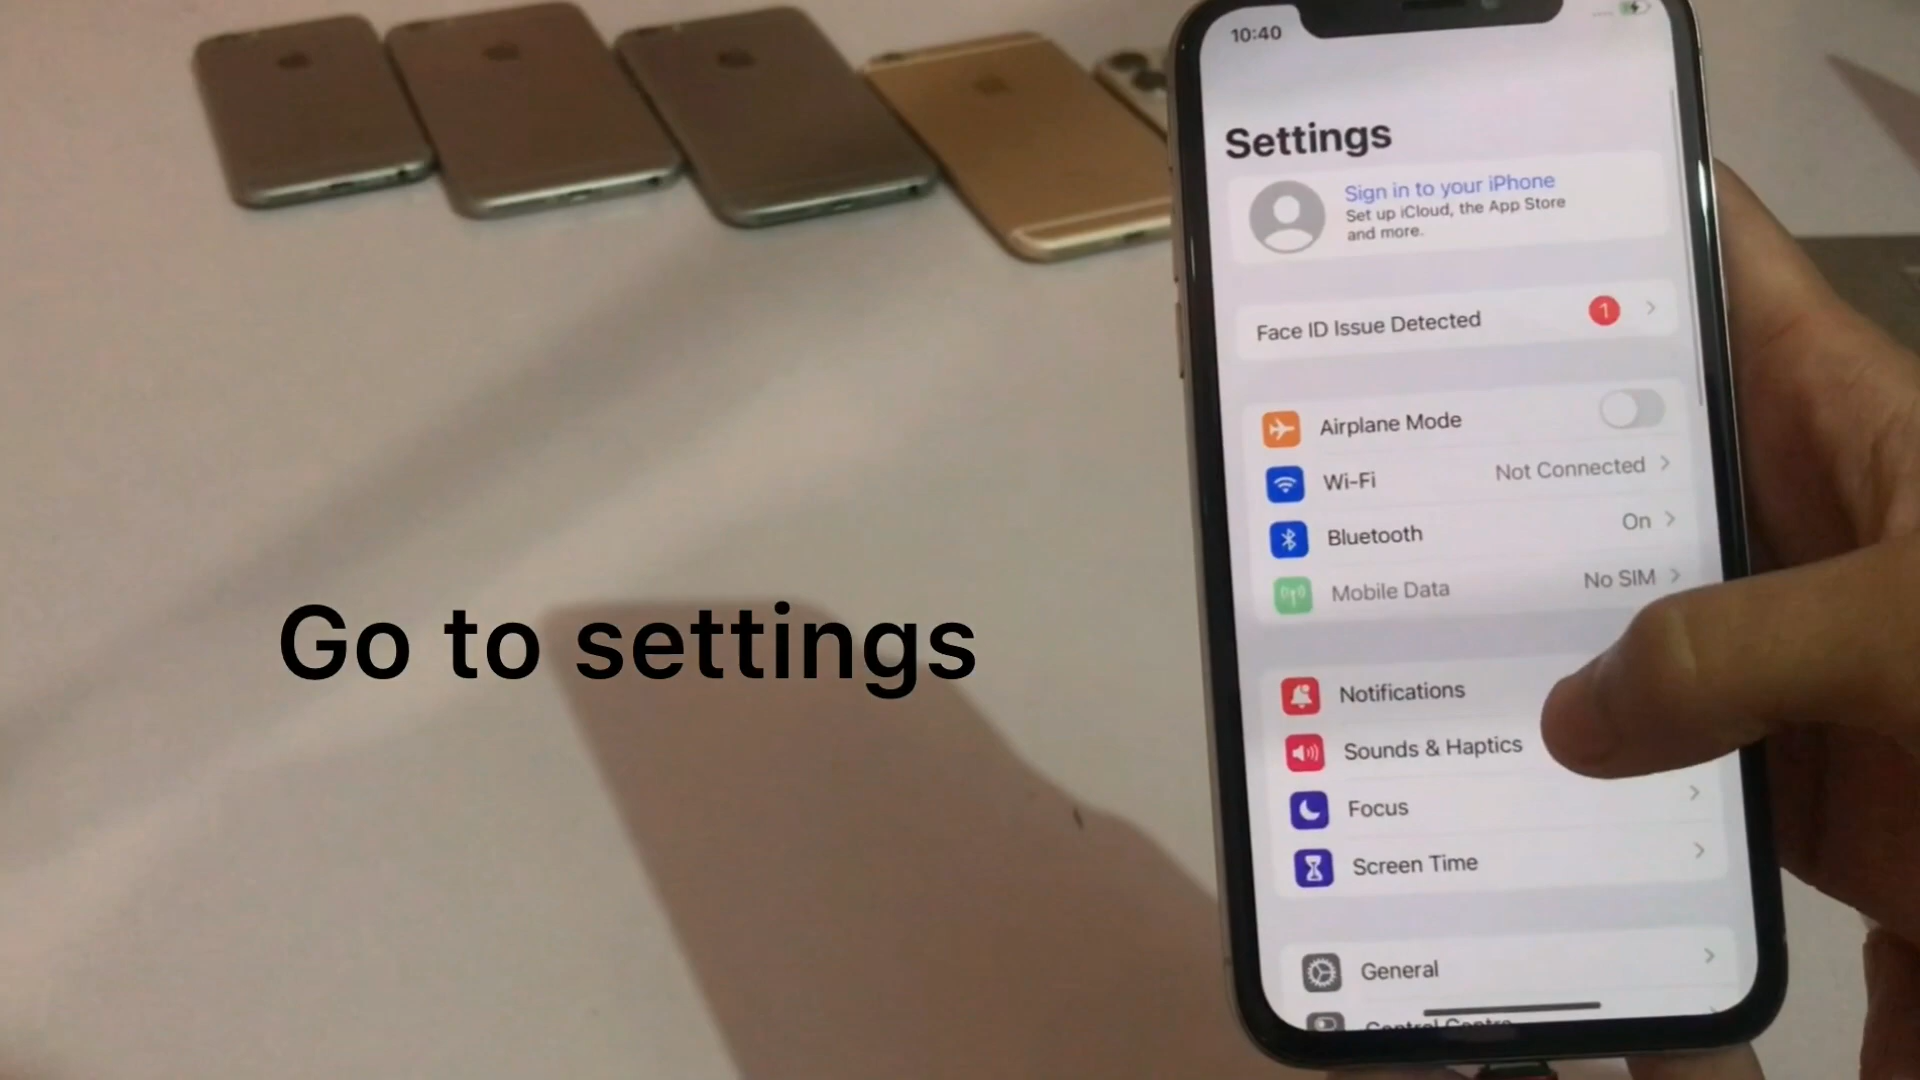 10:40
Settings
Sign in to your iPhone
Set up iCloud, the App Store
and more.
Face ID Issue Detected
1
Airplane Mode
Wi-Fi
Not Connected
Bluetooth
On
Mobile Data
No SIM
Go to settings
Notifications
Sounds & Haptics
Focus
Screen Time
General
Control Centre